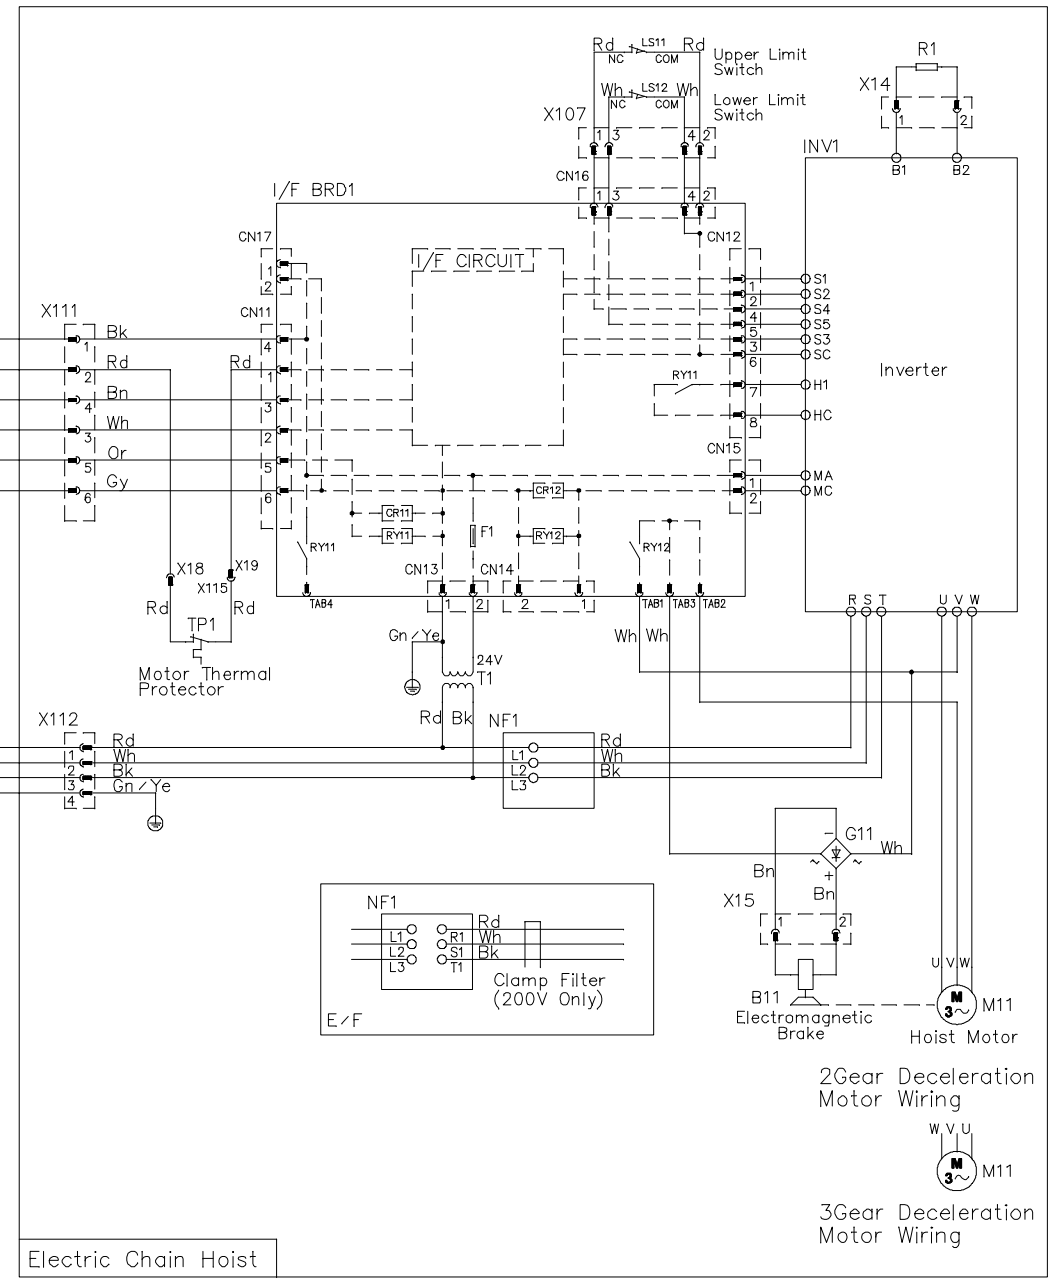 Rd LS11 Rd
NC COM
Upper Limit
Switch
Wh LS12 Wh
NC COM
Lower Limit
Switch
X107
1 3 4 2
R1
X14
1 2
INV1
B1 B2
CN16
1 3 4 2
I/F BRD1
CN17
1
2
I/F CIRCUIT
CN12
1 S1
2 S2
4 S4
5 S5
3 S3
6 SC
RY11
7 H1
8 HC
Inverter
X111
CN11
1 Bk 4
2 Rd Rd 1
4 Bn 3
3 Wh 2
5 Or 5
6 Gy 6
CN15
1 MA
2 MC
CR12
CR11
RY11
F1
RY12
RY11
RY12
TAB4
CN13
1 2
CN14
2 1
TAB1 TAB3 TAB2
R S T U V W
X18 X19
X115
Rd Rd
TP1
Motor Thermal
Protector
Gn/Ye
24V
T1
Rd Bk
Wh Wh
X112
1 Rd
2 Wh
3 Bk
4 Gn/Ye
NF1
L1 Rd
L2 Wh
L3 Bk
G11
–
~ ~
+
Wh
Bn
Bn
X15
1 2
B11
Electromagnetic
Brake
U V W
M
3~
M11
Hoist Motor
NF1
L1 R1 Rd
L2 S1 Wh
L3 T1 Bk
Clamp Filter
(200V Only)
E/F
2Gear Deceleration
Motor Wiring
W V U
M
3~
M11
3Gear Deceleration
Motor Wiring
Electric Chain Hoist